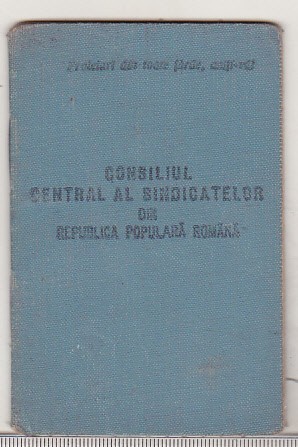 Proletari din toate țările, uniți-vă!
CONSILIUL
CENTRAL AL SINDICATELOR
DIN
REPUBLICA POPULARĂ ROMÂNĂ